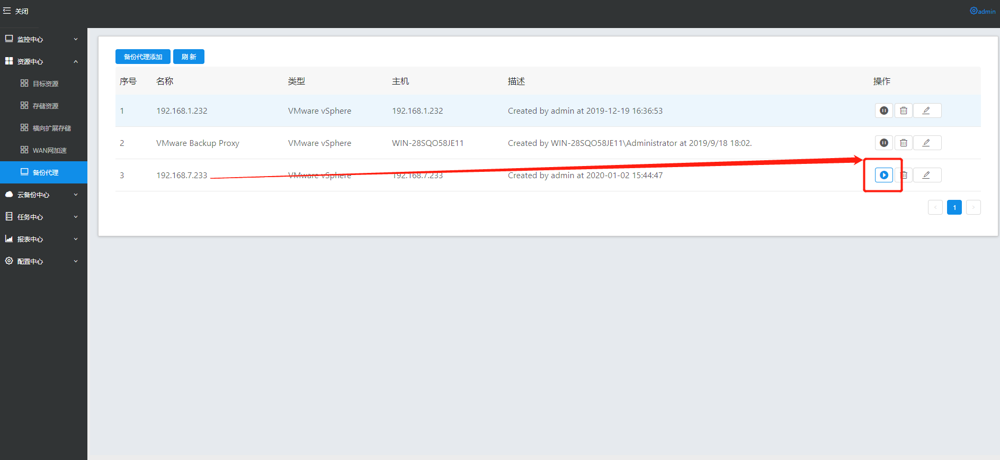 关闭
admin
监控中心
资源中心
目标资源
存储资源
横向扩展存储
WAN网加速
备份代理
云备份中心
任务中心
报表中心
配置中心
备份代理添加 刷 新
序号 名称 类型 主机 描述 操作
1 192.168.1.232 VMware vSphere 192.168.1.232 Created by admin at 2019-12-19 16:36:53
2 VMware Backup Proxy VMware vSphere WIN-28SQO58JE11 Created by WIN-28SQO58JE11\Administrator at 2019/9/18 18:02.
3 192.168.7.233 VMware vSphere 192.168.7.233 Created by admin at 2020-01-02 15:44:47
< 1 >